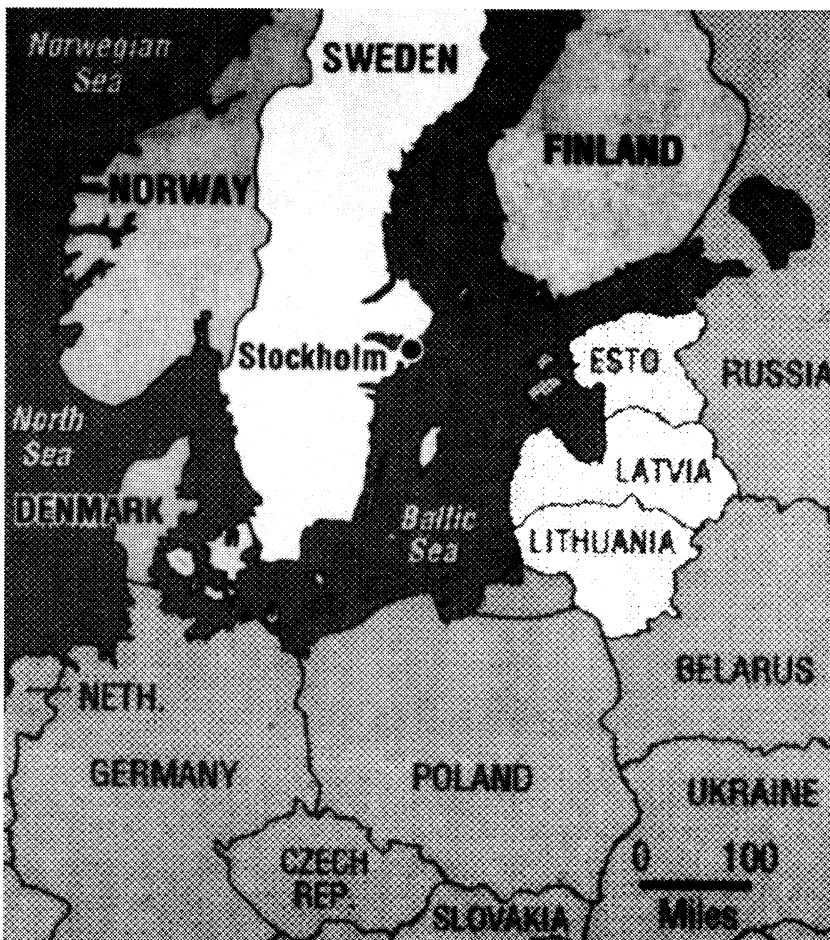 Norwegian
Sea
SWEDEN
FINLAND
NORWAY
Stockholm
ESTO
RUSSIA
North
Sea
LATVIA
DENMARK
Baltic
Sea
LITHUANIA
BELARUS
NETH.
GERMANY
POLAND
UKRAINE
CZECH
REP.
0 100
Miles
SLOVAKIA